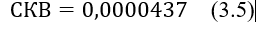 СКВ = 0,0000437 (3.5)